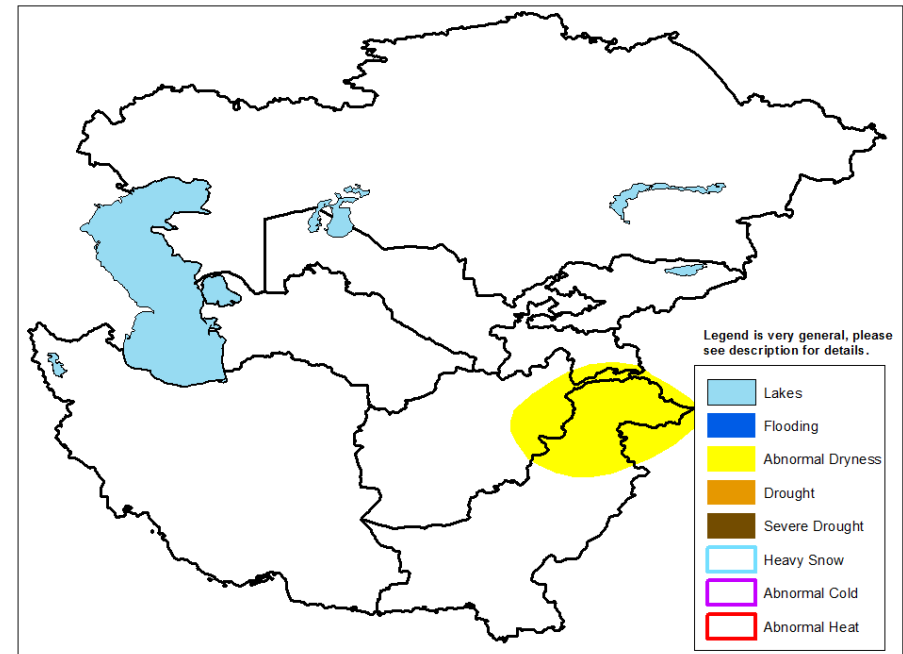 Legend is very general, please
see description for details.
Lakes
Flooding
Abnormal Dryness
Drought
Severe Drought
Heavy Snow
Abnormal Cold
Abnormal Heat